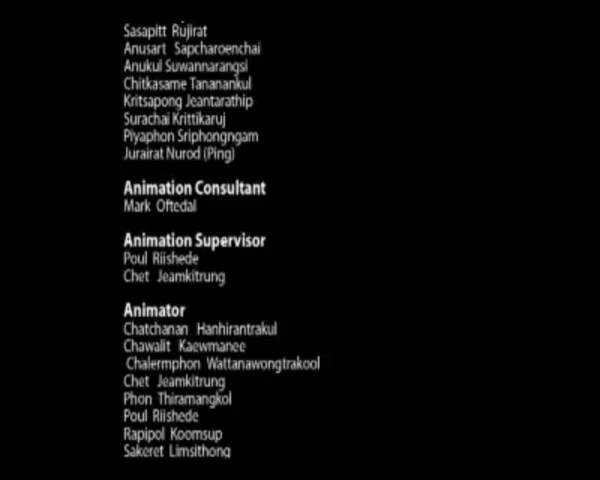 Sasapitt Rujirat
Anusart Sapcharoenchai
Anukul Suwannarangsi
Chitkasame Tananankul
Kritsapong Jeantarathip
Surachai Krittikaruj
Piyaphon Sriphongngam
Jurairat Nurod (Ping)
Animation Consultant
Mark Oftedal
Animation Supervisor
Poul Riishede
Chet Jeamkitrung
Animator
Chatchanan Hanhirantrakul
Chawalit Kaewmanee
Chalermphon Wattanawongtrakool
Chet Jeamkitrung
Phon Thiramangkol
Poul Riishede
Rapipol Koomsup
Sakeret Limsithong